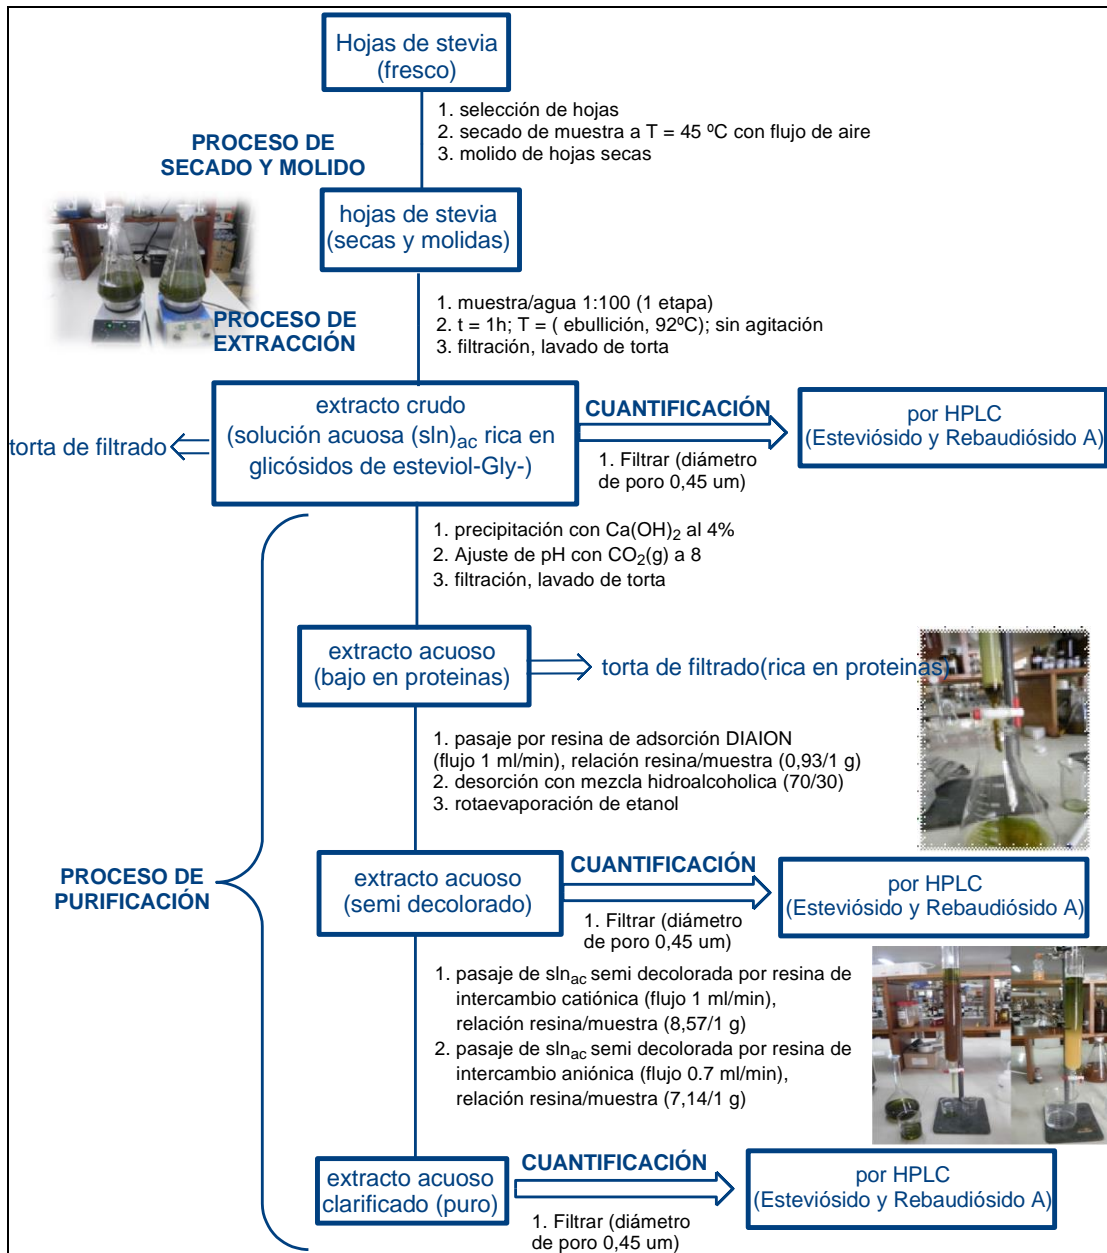 Hojas de stevia
(fresco)
1. selección de hojas
2. secado de muestra a T = 45 ºC con flujo de aire
3. molido de hojas secas
PROCESO DE
SECADO Y MOLIDO
hojas de stevia
(secas y molidas)
1. muestra/agua 1:100 (1 etapa)
2. t = 1h; T = ( ebullición, 92ºC); sin agitación
3. filtración, lavado de torta
PROCESO DE
EXTRACCIÓN
extracto crudo
(solución acuosa (sln)ac rica en
glicósidos de esteviol-Gly-)
torta de filtrado
CUANTIFICACIÓN
1. Filtrar (diámetro
de poro 0,45 um)
por HPLC
(Esteviósido y Rebaudiósido A)
1. precipitación con Ca(OH)2 al 4%
2. Ajuste de pH con CO2(g) a 8
3. filtración, lavado de torta
extracto acuoso
(bajo en proteinas)
torta de filtrado(rica en proteinas)
1. pasaje por resina de adsorción DIAION
(flujo 1 ml/min), relación resina/muestra (0,93/1 g)
2. desorción con mezcla hidroalcoholica (70/30)
3. rotaevaporación de etanol
PROCESO DE
PURIFICACIÓN
extracto acuoso
(semi decolorado)
CUANTIFICACIÓN
1. Filtrar (diámetro
de poro 0,45 um)
por HPLC
(Esteviósido y Rebaudiósido A)
1. pasaje de slnac semi decolorada por resina de
intercambio catiónica (flujo 1 ml/min),
relación resina/muestra (8,57/1 g)
2. pasaje de slnac semi decolorada por resina de
intercambio aniónica (flujo 0.7 ml/min),
relación resina/muestra (7,14/1 g)
extracto acuoso
clarificado (puro)
CUANTIFICACIÓN
1. Filtrar (diámetro
de poro 0,45 um)
por HPLC
(Esteviósido y Rebaudiósido A)